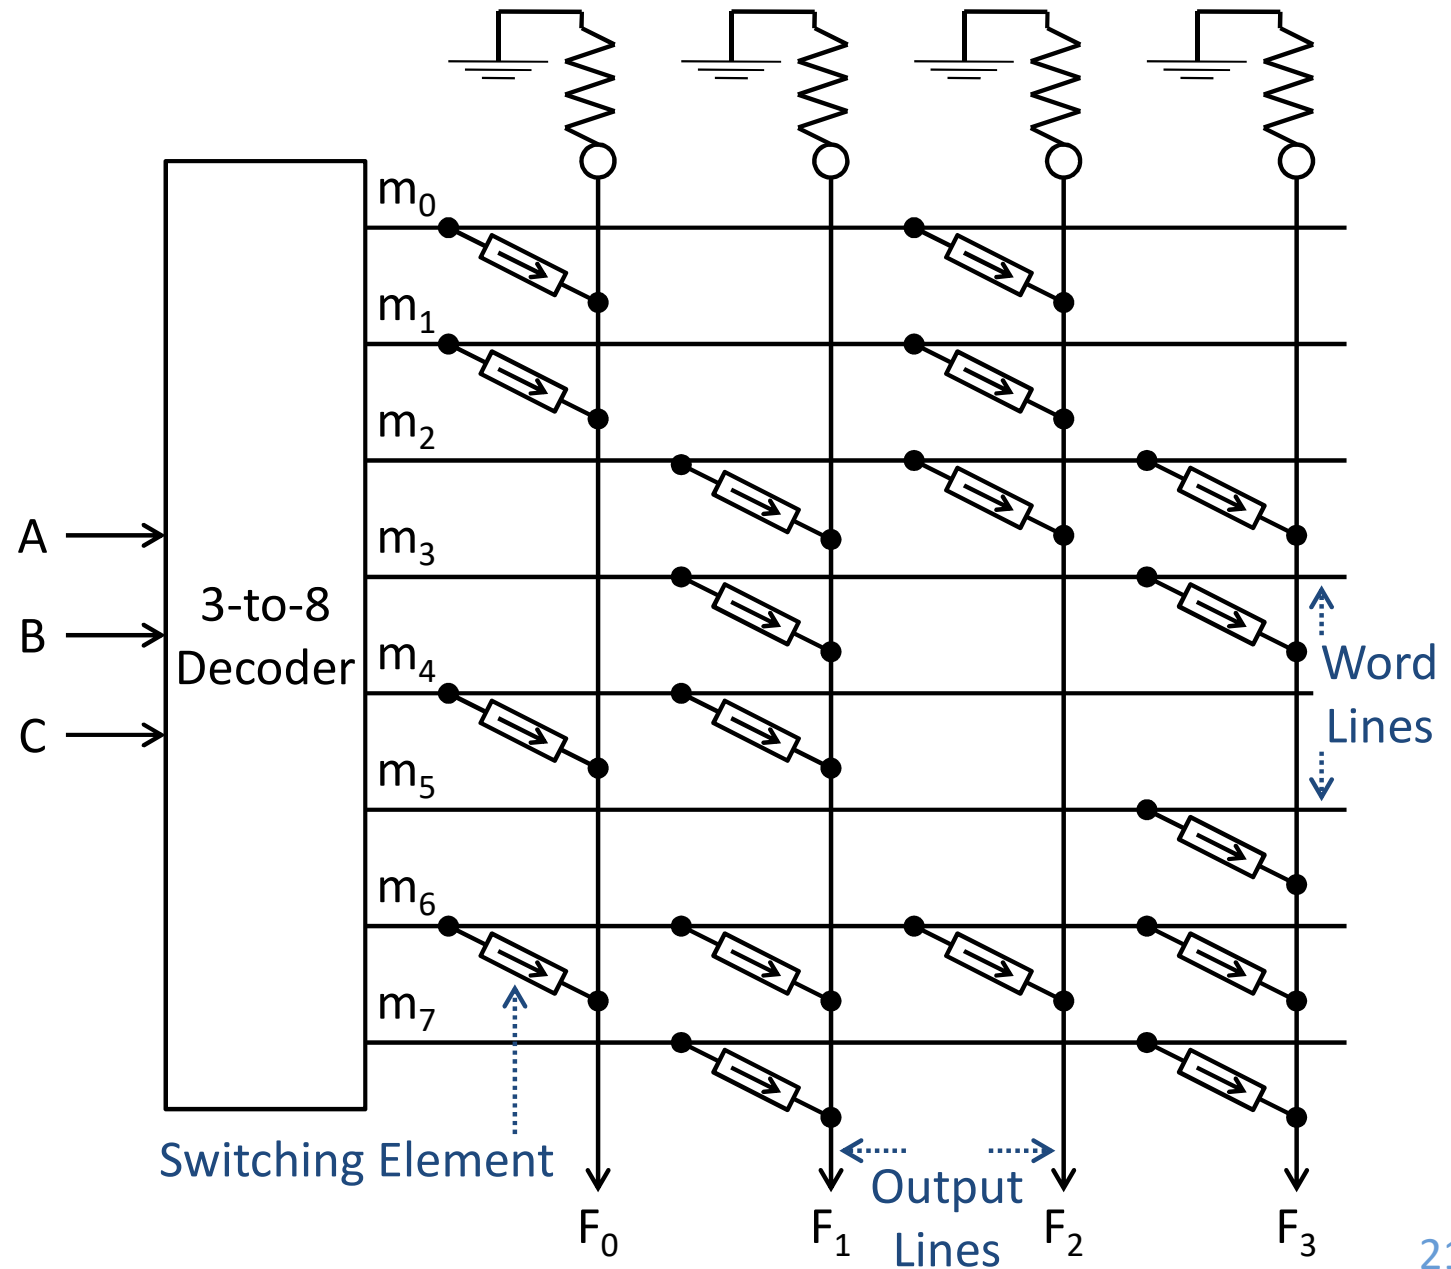 m0
m1
m2
A
m3
3-to-8
B
Decoder
m4
Word
Lines
C
m5
m6
m7
Switching Element
Output
Lines
F0
F1
F2
F3